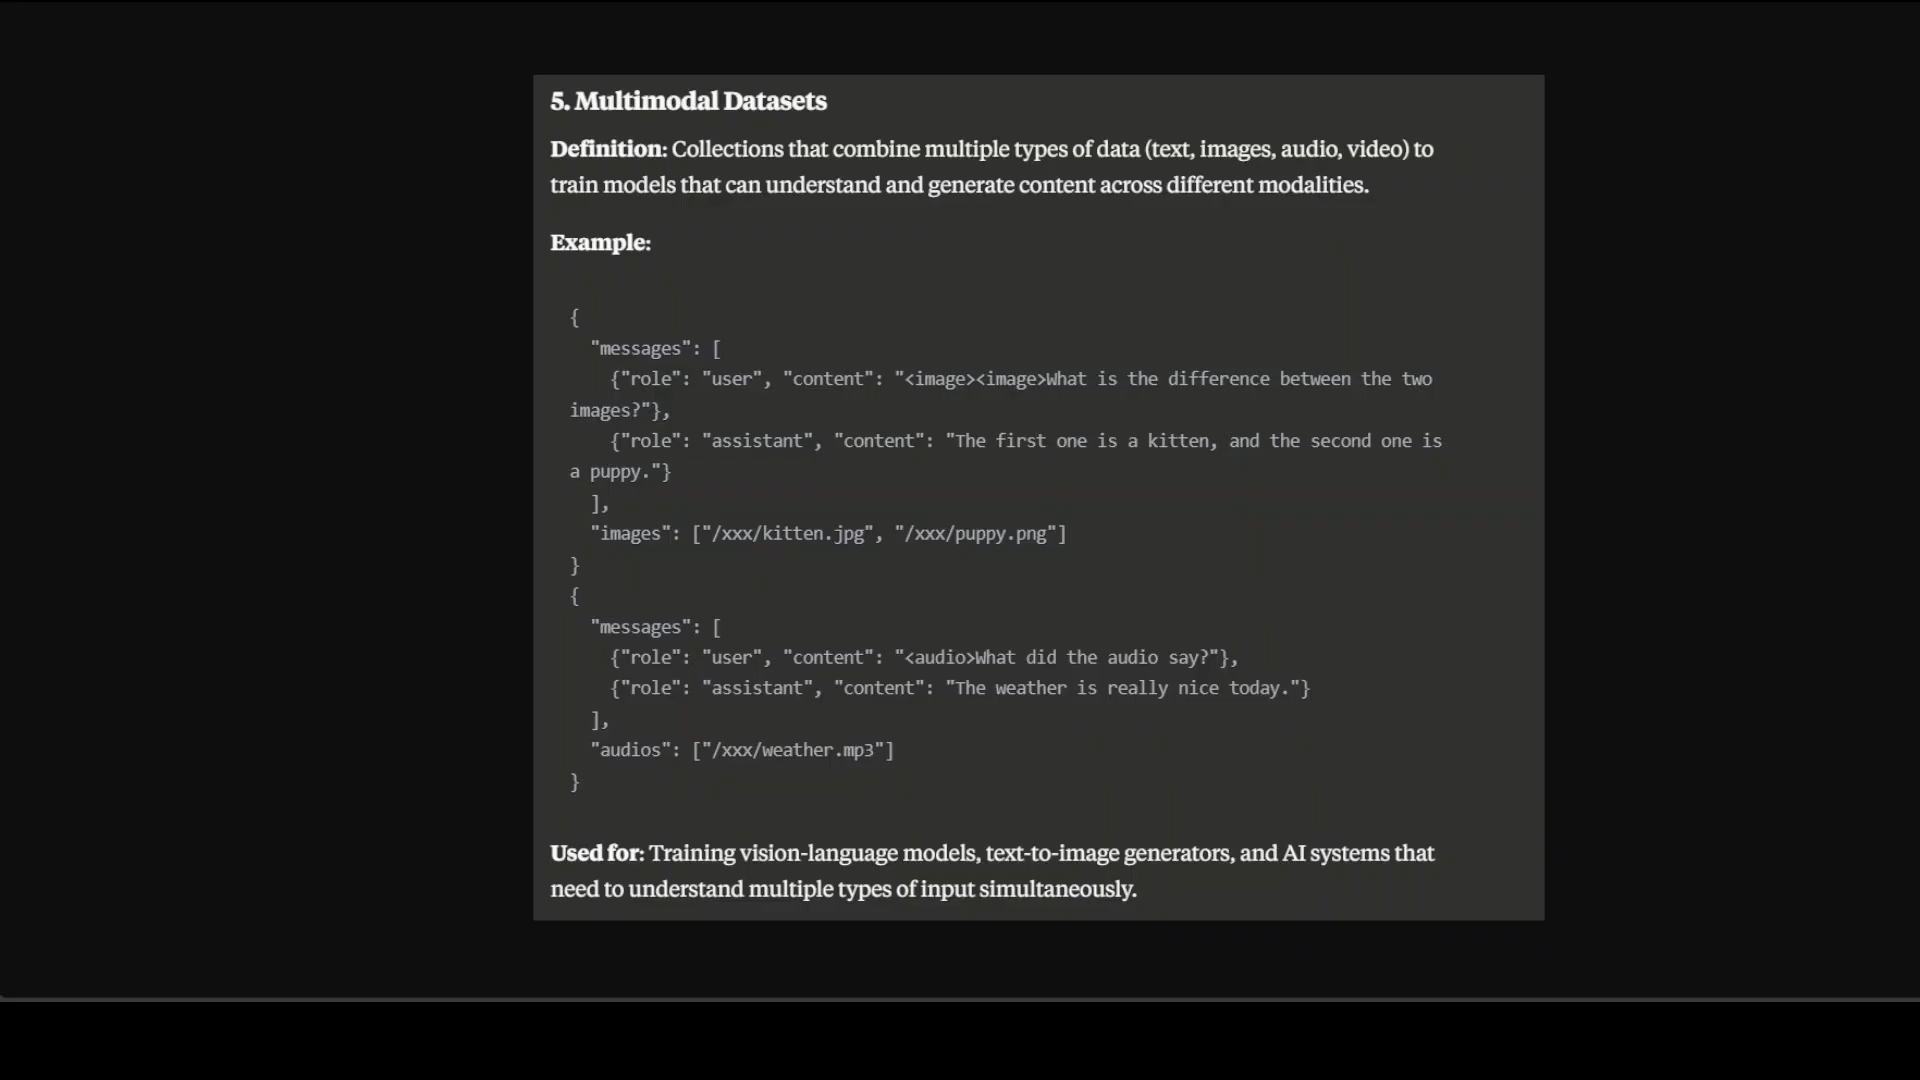 5. Multimodal Datasets
Definition: Collections that combine multiple types of data (text, images, audio, video) to
train models that can understand and generate content across different modalities.
Example:
{
"messages": [
{"role": "user", "content": "<image><image>What is the difference between the two
images?"},
{"role": "assistant", "content": "The first one is a kitten, and the second one is
a puppy."}
],
"images": ["/xxx/kitten.jpg", "/xxx/puppy.png"]
}
{
"messages": [
{"role": "user", "content": "<audio>What did the audio say?"},
{"role": "assistant", "content": "The weather is really nice today."}
],
"audios": ["/xxx/weather.mp3"]
}
Used for: Training vision-language models, text-to-image generators, and AI systems that
need to understand multiple types of input simultaneously.